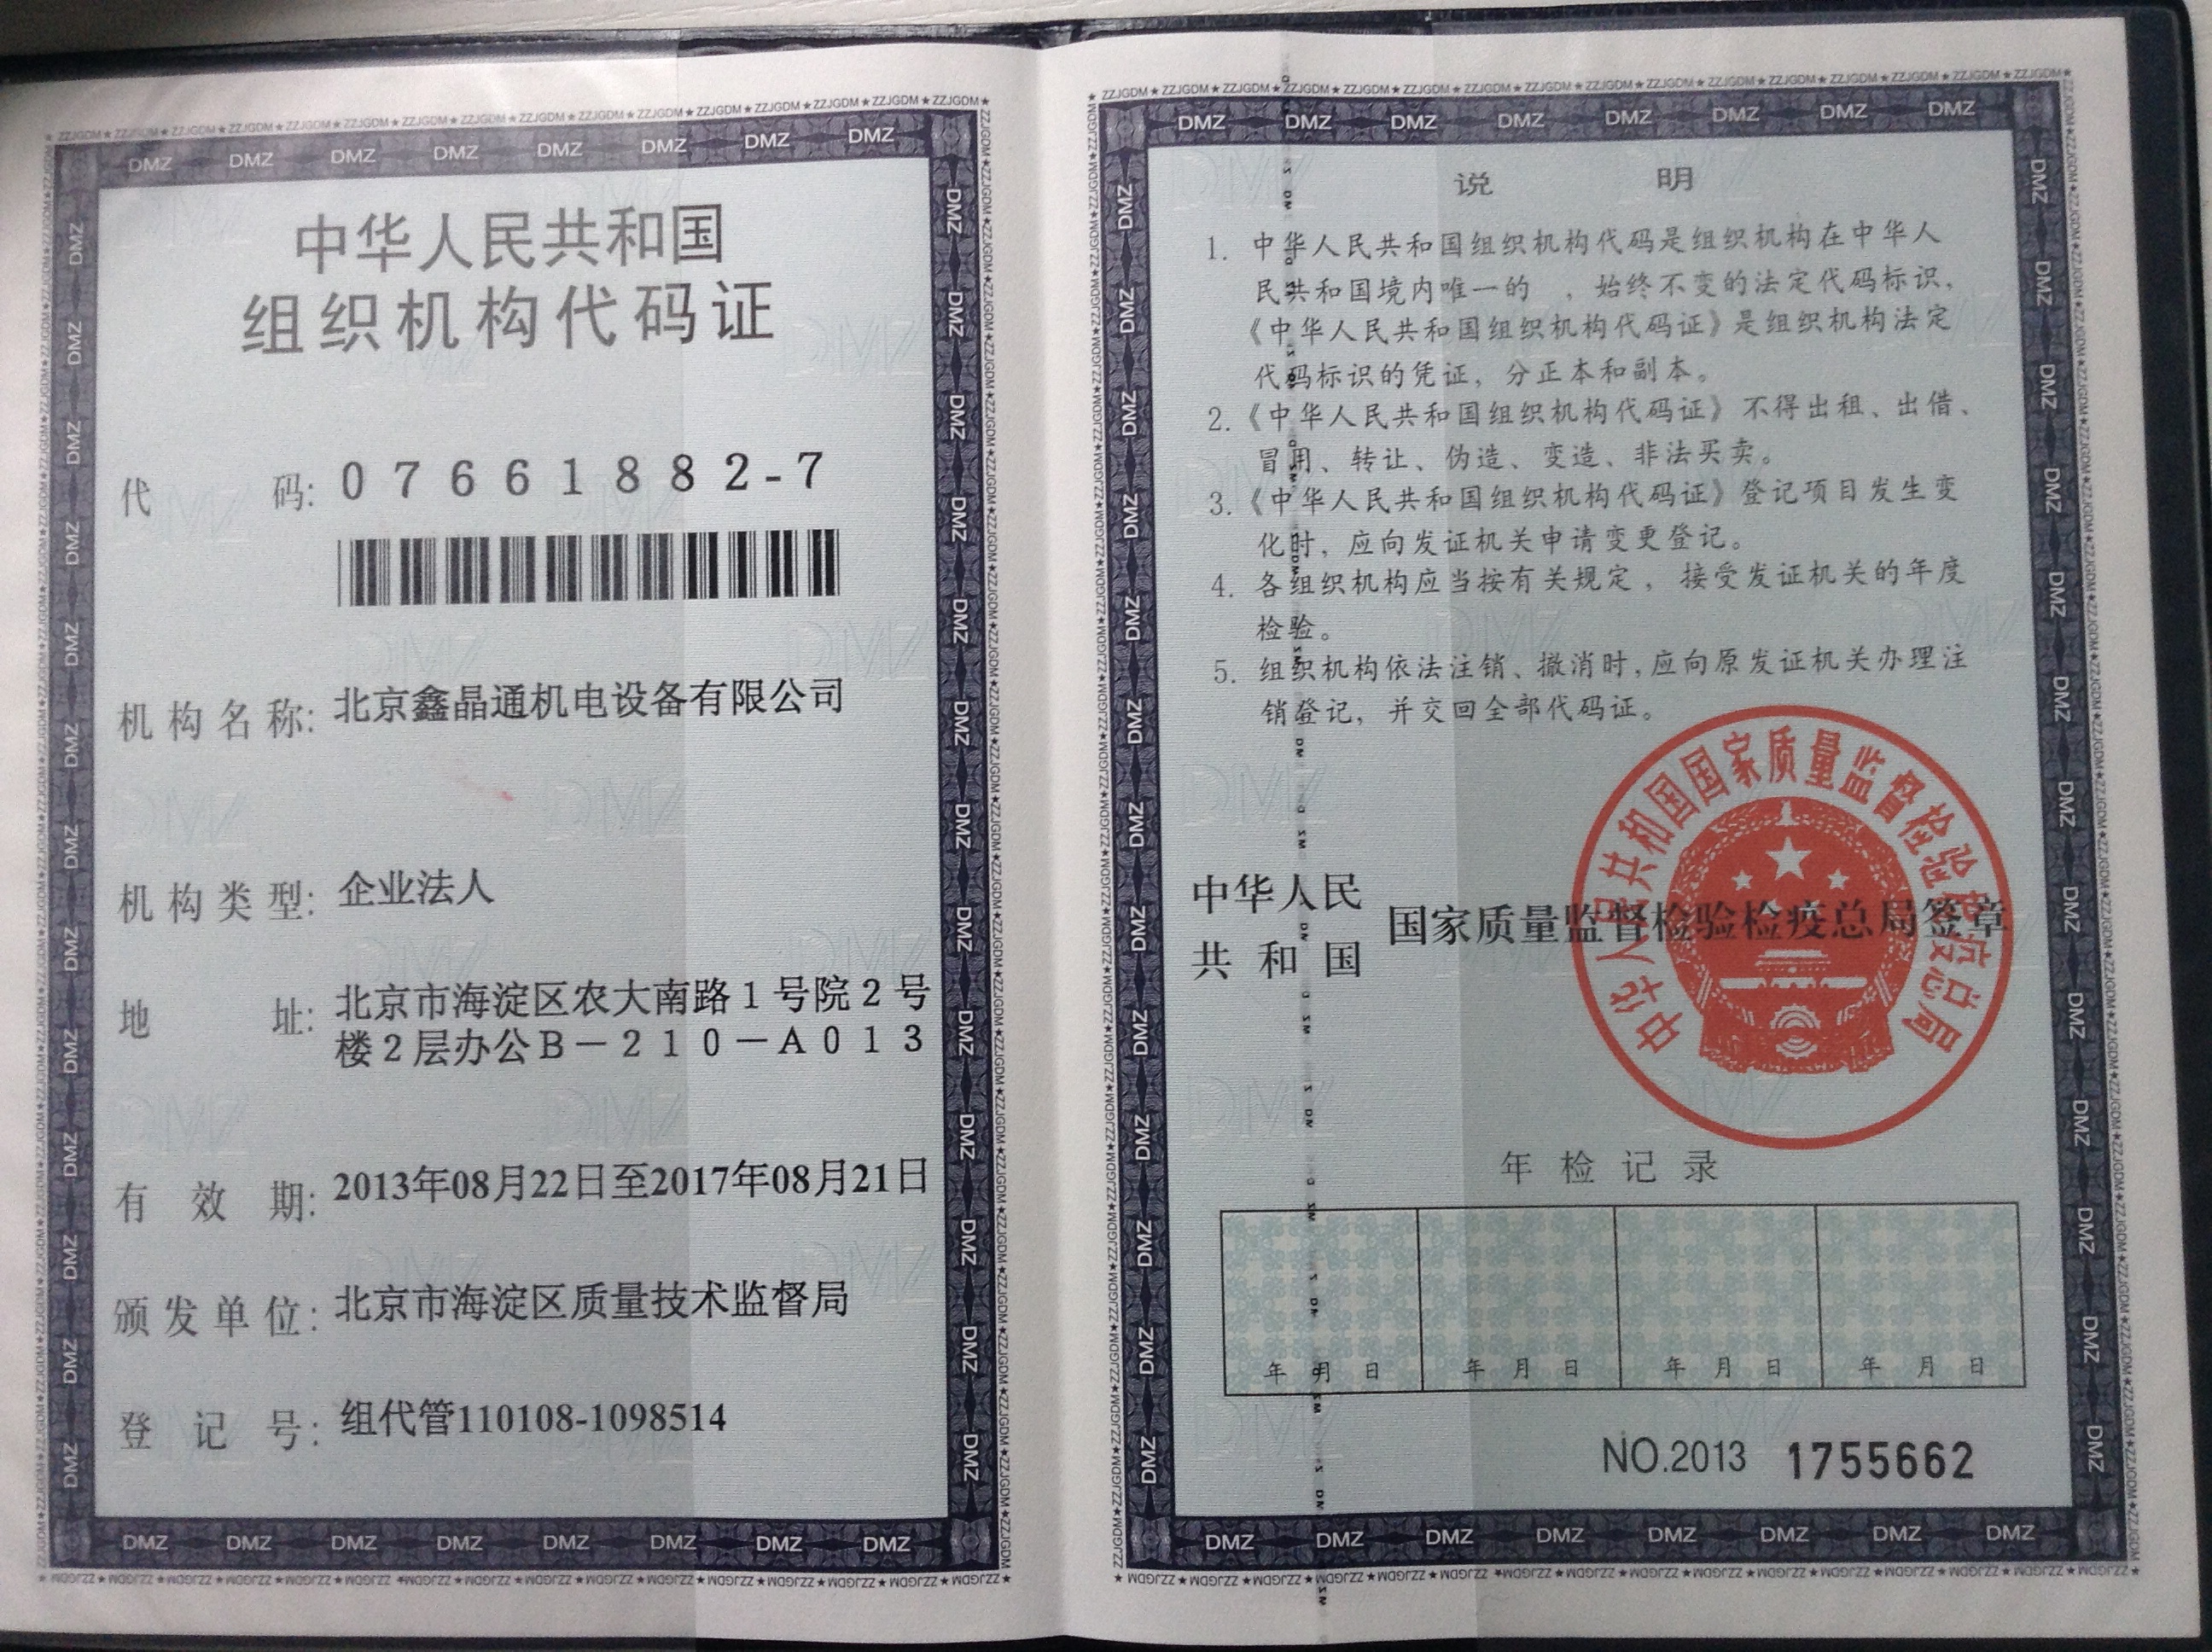 中华人民共和国
组织机构代码证
代 码: 07661882-7
机构名称: 北京鑫晶通机电设备有限公司
机构类型: 企业法人
地 址: 北京市海淀区农大南路1号院2号
楼2层办公B-210-A013
有 效 期: 2013年08月22日至2017年08月21日
颁发单位: 北京市海淀区质量技术监督局
登 记 号: 组代管110108-1098514
说 明
1. 中华人民共和国组织机构代码是组织机构在中华人
民共和国境内唯一的 ，始终不变的法定代码标识，
《中华人民共和国组织机构代码证》是组织机构法定
代码标识的凭证，分正本和副本。
2.《中华人民共和国组织机构代码证》不得出租、出借、
冒用、转让、伪造、变造、非法买卖。
3.《中华人民共和国组织机构代码证》登记项目发生变
化时，应向发证机关申请变更登记。
4. 各组织机构应当按有关规定，接受发证机关的年度
检验。
5. 组织机构依法注销、撤消时,应向原发证机关办理注
销登记，并交回全部代码证。
中华人民
共和国 国家质量监督检验检疫总局签章
中华人民共和国国家质量监督检验检疫总局
年检记录
年 月 日 年 月 日 年 月 日 年 月 日
NO.2013 1755662